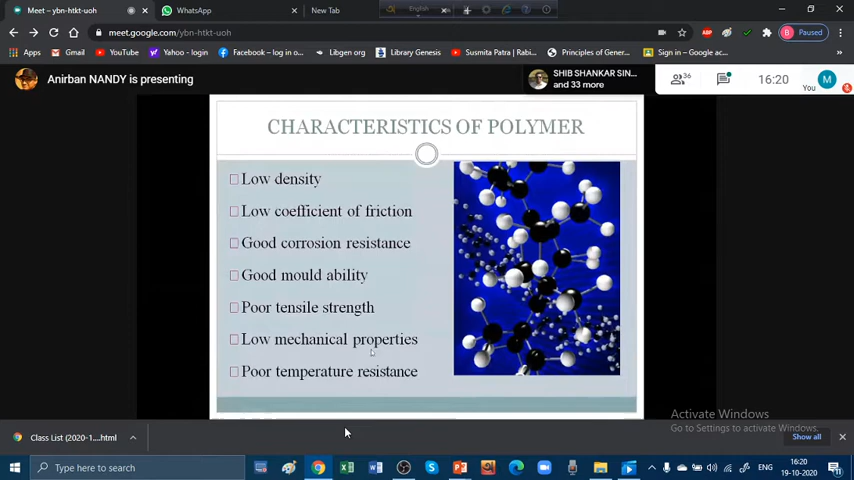 Meet – ybn-htkt-uoh
WhatsApp
New Tab
English
meet.google.com/ybn-htkt-uoh
ABP
B
Paused
Apps
Gmail
YouTube
Yahoo - login
Facebook – log in o...
Libgen org
Library Genesis
Susmita Patra | Rabi...
Principles of Gener...
Sign in – Google ac...
Anirban NANDY is presenting
SHIB SHANKAR SIN...
and 33 more
36
16:20
You
M
CHARACTERISTICS OF POLYMER
Low density
Low coefficient of friction
Good corrosion resistance
Good mould ability
Poor tensile strength
Low mechanical properties
Poor temperature resistance
Activate Windows
Go to Settings to activate Windows.
Class List (2020-1....html
Show all
Type here to search
ENG
16:20
19-10-2020